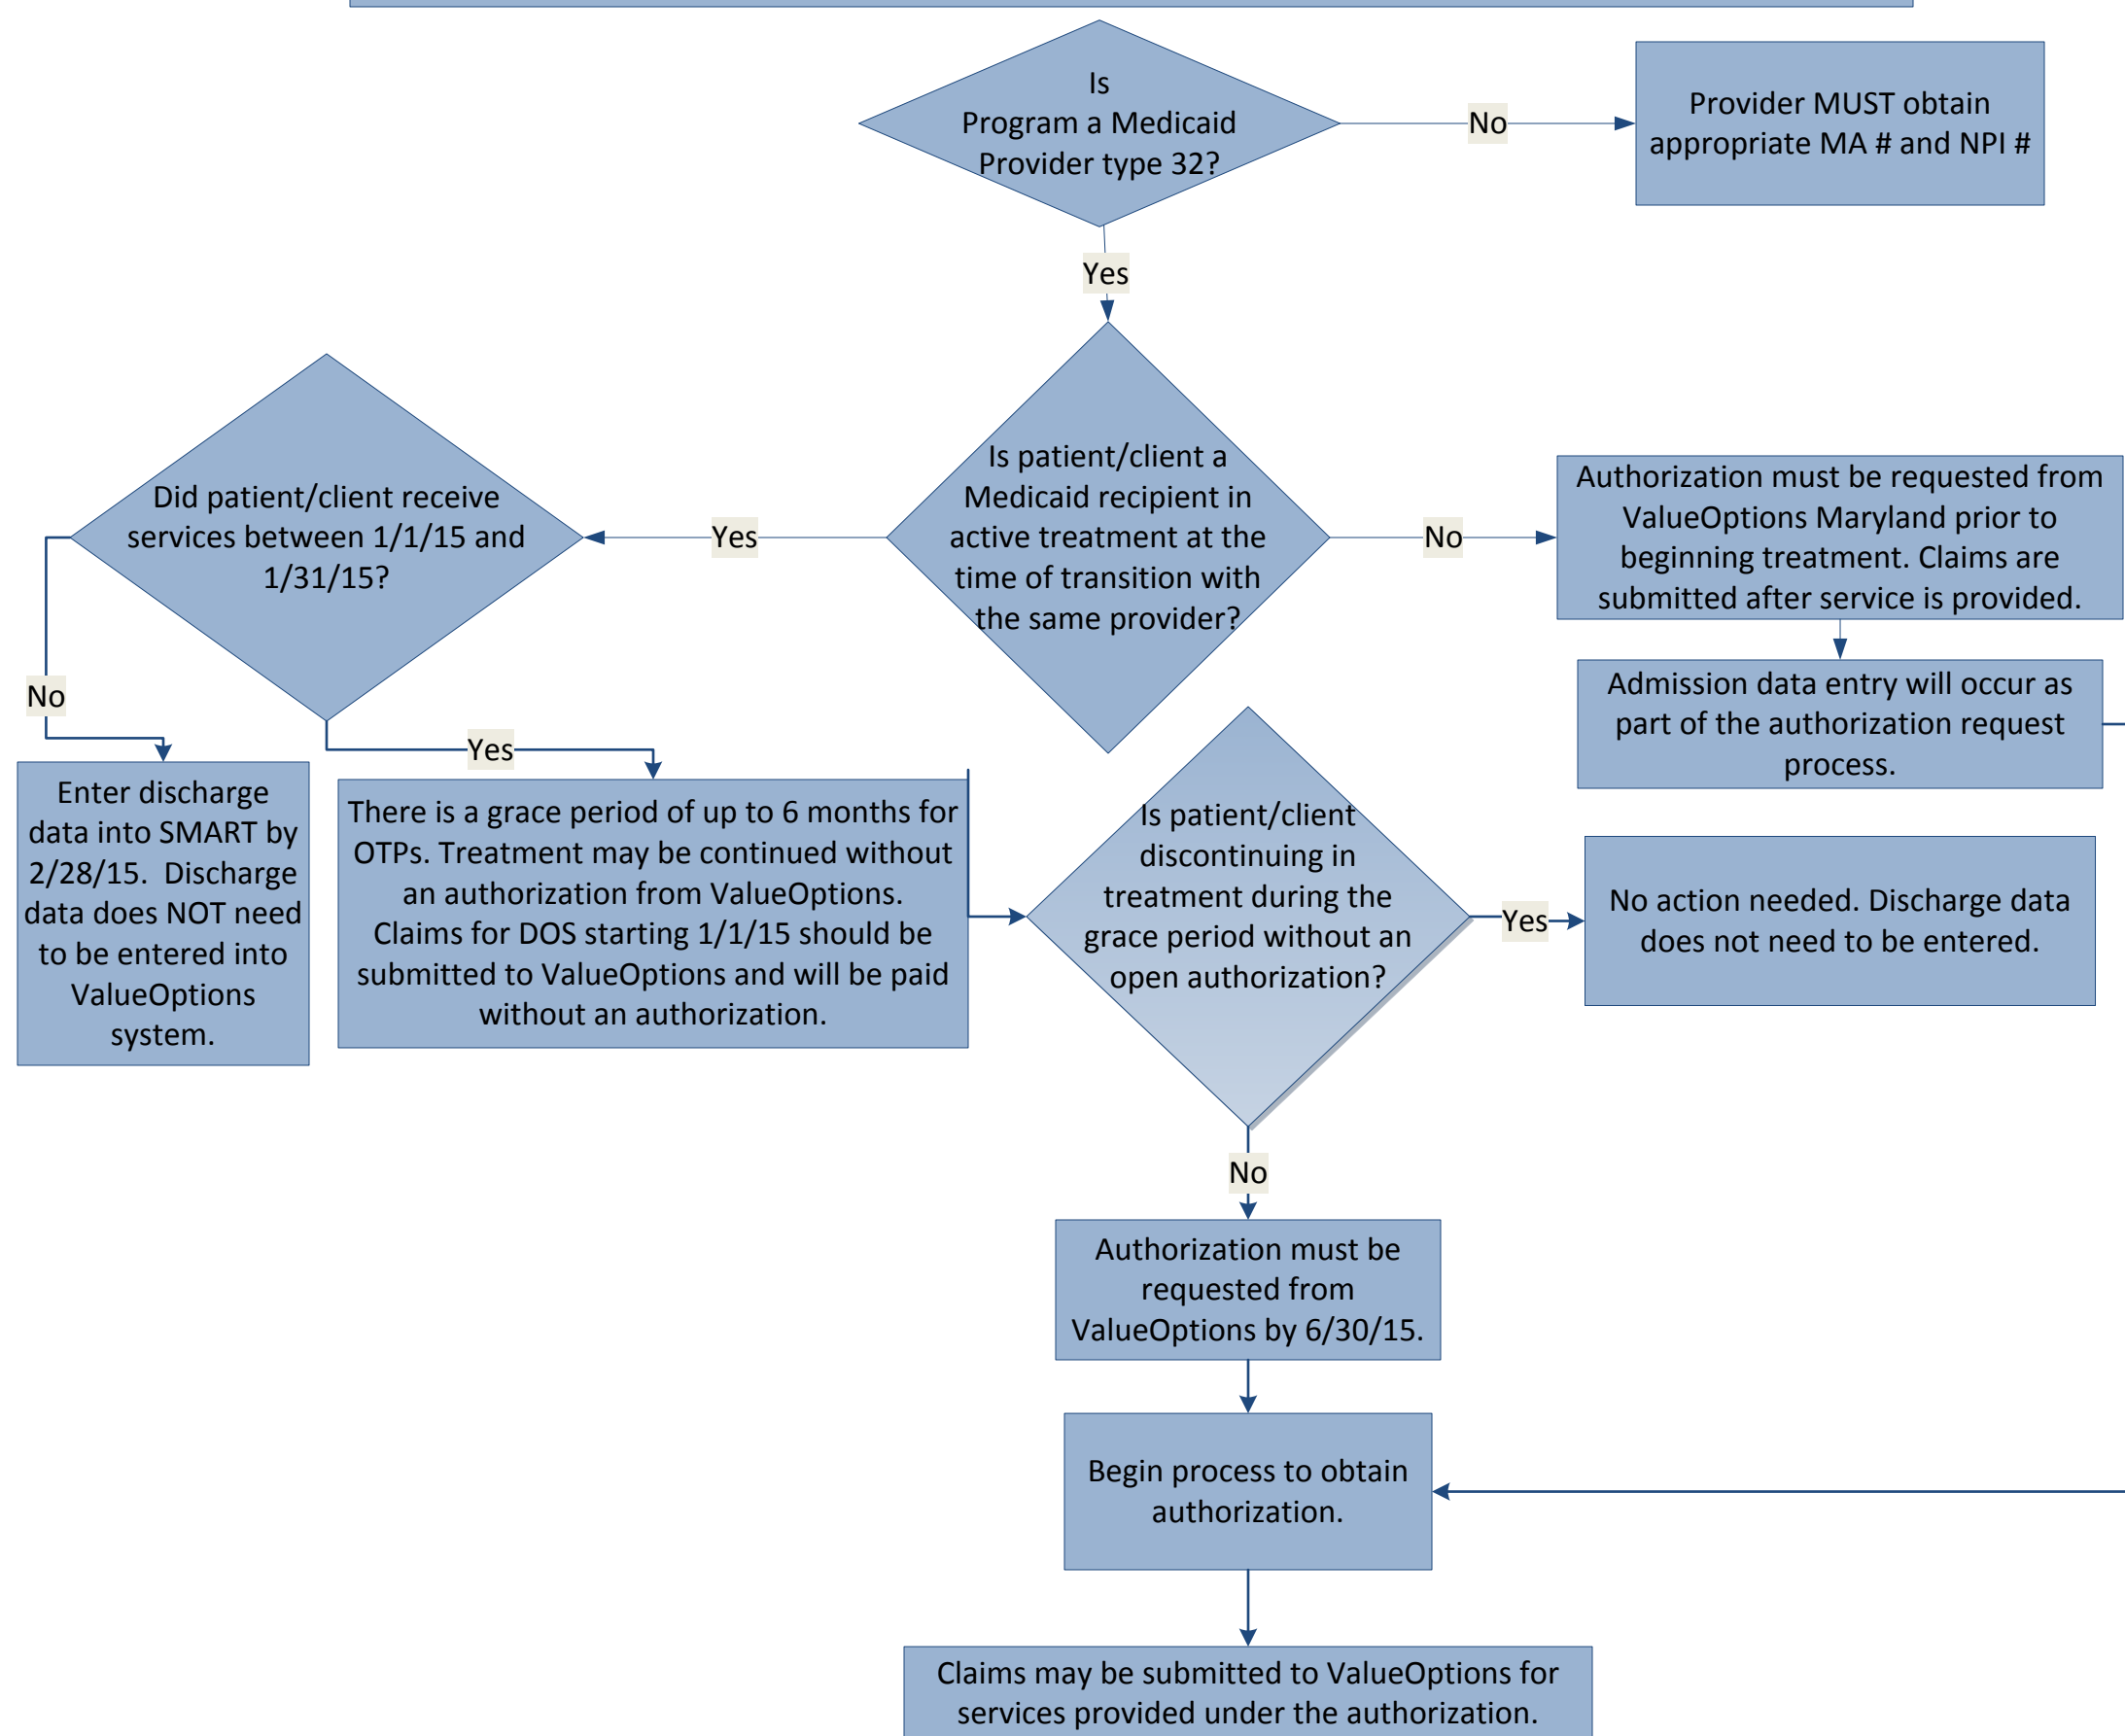 Is
Program a Medicaid
Provider type 32?
No
Provider MUST obtain
appropriate MA # and NPI #
Yes
Is patient/client a
Medicaid recipient in
active treatment at the
time of transition with
the same provider?
Yes
No
Did patient/client receive
services between 1/1/15 and
1/31/15?
Authorization must be requested from
ValueOptions Maryland prior to
beginning treatment. Claims are
submitted after service is provided.
Admission data entry will occur as
part of the authorization request
process.
No
Yes
Enter discharge
data into SMART by
2/28/15.  Discharge
data does NOT need
to be entered into
ValueOptions
system.
There is a grace period of up to 6 months for
OTPs. Treatment may be continued without
an authorization from ValueOptions.
Claims for DOS starting 1/1/15 should be
submitted to ValueOptions and will be paid
without an authorization.
Is patient/client
discontinuing in
treatment during the
grace period without an
open authorization?
Yes
No action needed. Discharge data
does not need to be entered.
No
Authorization must be
requested from
ValueOptions by 6/30/15.
Begin process to obtain
authorization.
Claims may be submitted to ValueOptions for
services provided under the authorization.